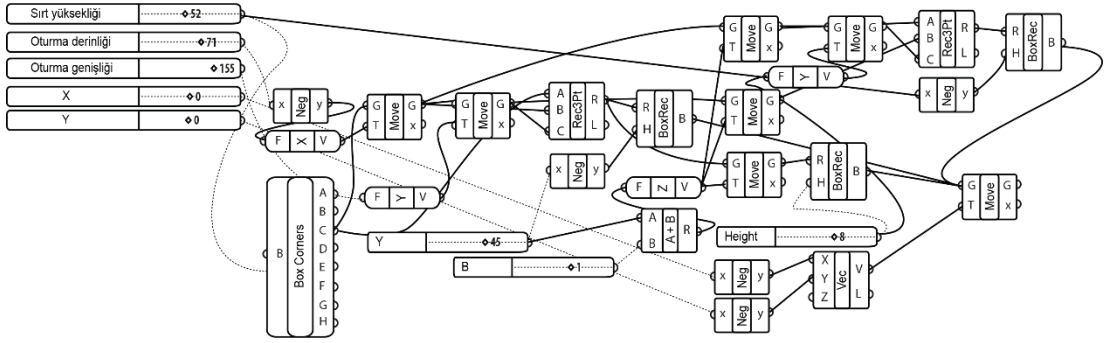 Sırt yüksekliği 52
Oturma derinliği 71
Oturma genişliği 155
X 0
Y 0
x Neg y
F X V
G T Move G x
G T Move G x
A B C Rec3Pt R L
x Neg y
R H BoxRec B
G T Move G x
G T Move G x
F Y V
A B C Rec3Pt R L
x Neg y
R H BoxRec B
G T Move G x
G T Move G x
R H BoxRec B
G T Move G x
F Z V
A B A + B R
F Y V
B Box Corners A B C D E F G H
Y 45
B 1
Height 8
x Neg y
x Neg y
X Y Z Vec V L